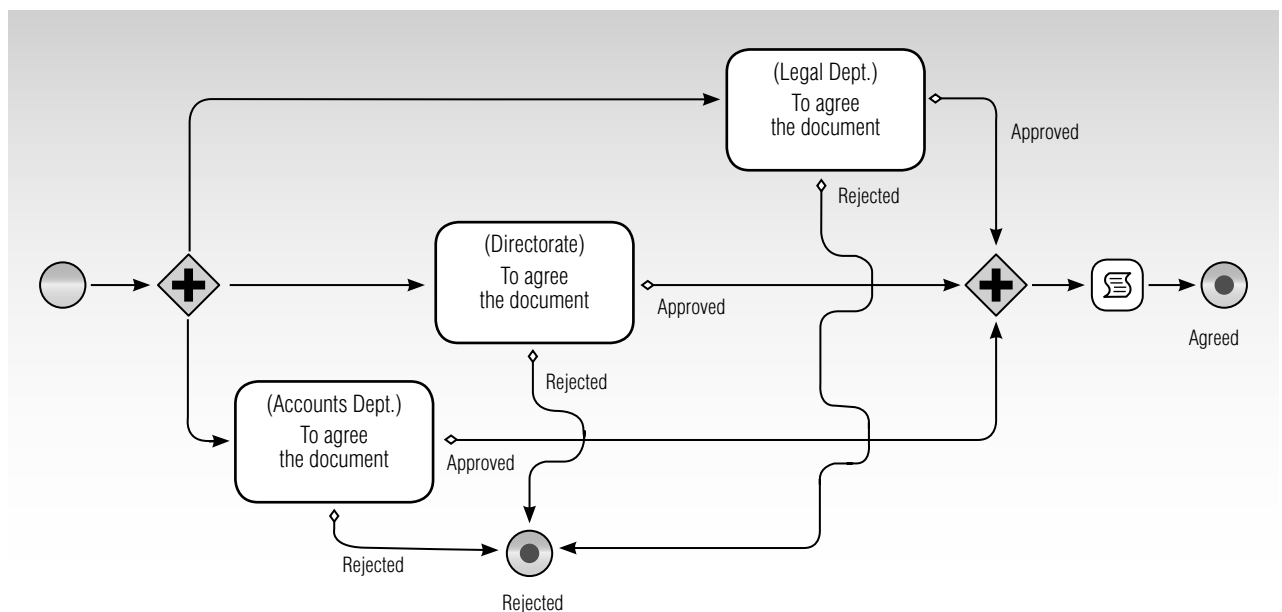 (Legal Dept.)
To agree
the document
Approved
Rejected
(Directorate)
To agree
the document
Approved
Agreed
Rejected
(Accounts Dept.)
To agree
the document
Approved
Rejected
Rejected